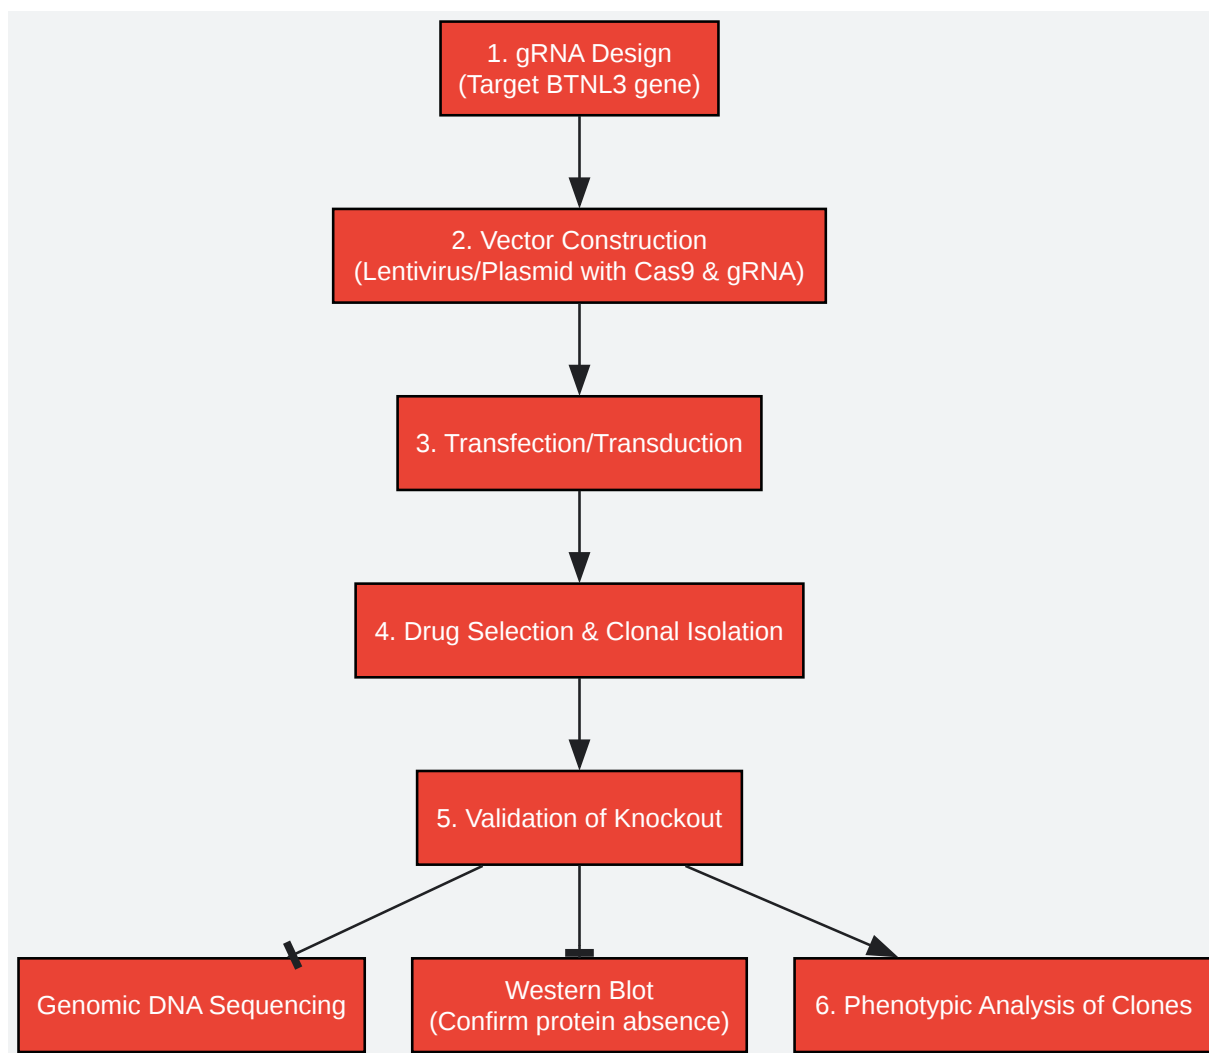 1. gRNA Design
(Target BTNL3 gene)
2. Vector Construction
(Lentivirus/Plasmid with Cas9 & gRNA)
3. Transfection/Transduction
4. Drug Selection & Clonal Isolation
5. Validation of Knockout
Genomic DNA Sequencing
Western Blot
(Confirm protein absence)
6. Phenotypic Analysis of Clones